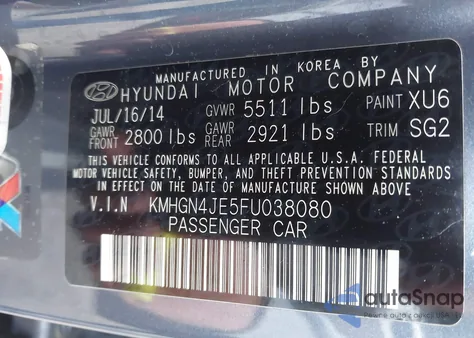 MANUFACTURED IN KOREA BY
HYUNDAI MOTOR COMPANY
JUL/16/14 GVWR 5511 lbs PAINT XU6
GAWR FRONT 2800 lbs GAWR REAR 2921 lbs TRIM SG2
THIS VEHICLE CONFORMS TO ALL APPLICABLE U.S.A. FEDERAL
MOTOR VEHICLE SAFETY, BUMPER, AND THEFT PREVENTION STANDARDS
IN EFFECT ON THE DATE OF MANUFACTURE SHOWN ABOVE
V.I.N KMHGN4JE5FU038080
PASSENGER CAR
autoSnap